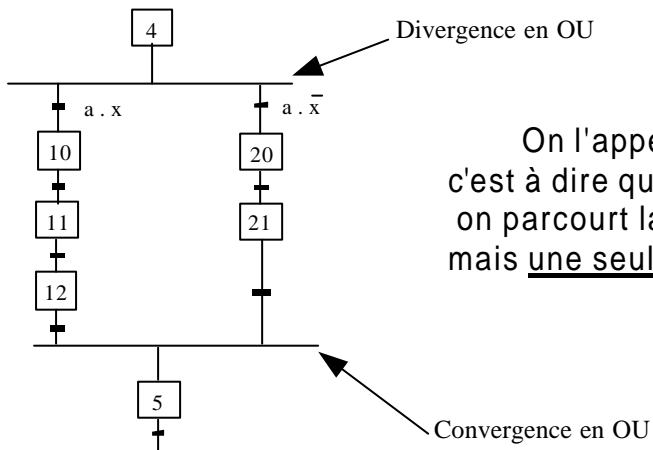 4
Divergence en OU
a . x
a . x̄
10
20
11
21
12
On l'appe
c'est à dire qu
on parcourt la
mais une seul
5
Convergence en OU